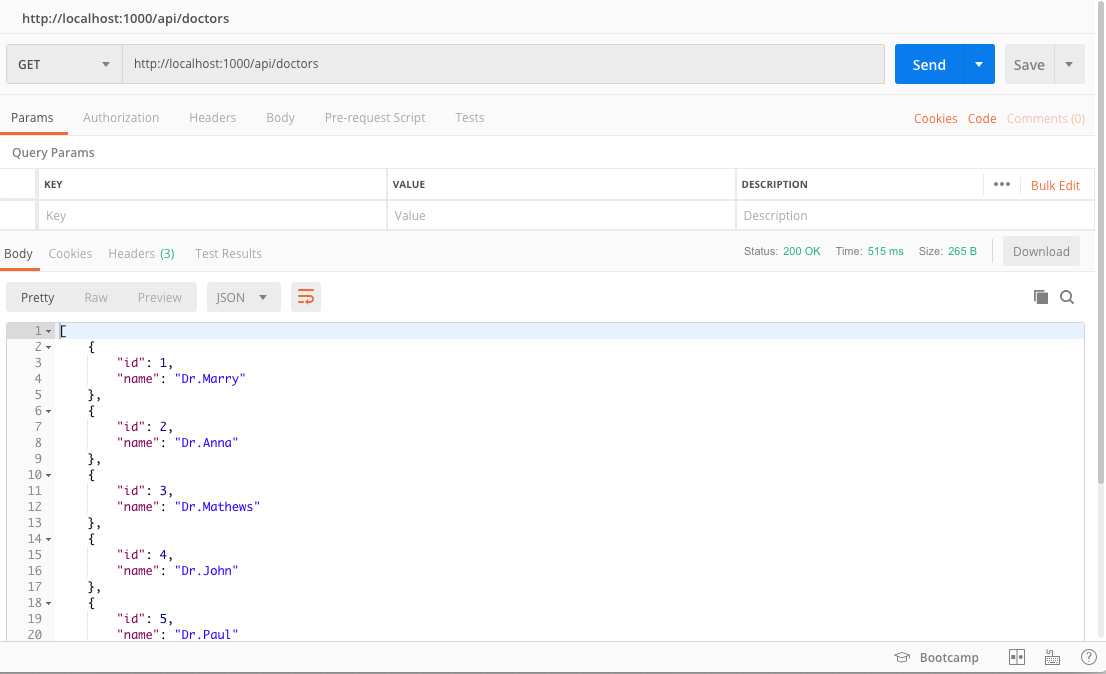 http://localhost:1000/api/doctors
GET http://localhost:1000/api/doctors Send Save
Params Authorization Headers Body Pre-request Script Tests Cookies Code Comments (0)
Query Params
KEY VALUE DESCRIPTION ••• Bulk Edit
Key Value Description
Body Cookies Headers (3) Test Results Status: 200 OK Time: 515 ms Size: 265 B Download
Pretty Raw Preview JSON
1 [
2 {
3 "id": 1,
4 "name": "Dr.Marry"
5 },
6 {
7 "id": 2,
8 "name": "Dr.Anna"
9 },
10 {
11 "id": 3,
12 "name": "Dr.Mathews"
13 },
14 {
15 "id": 4,
16 "name": "Dr.John"
17 },
18 {
19 "id": 5,
20 "name": "Dr.Paul"
Bootcamp ?